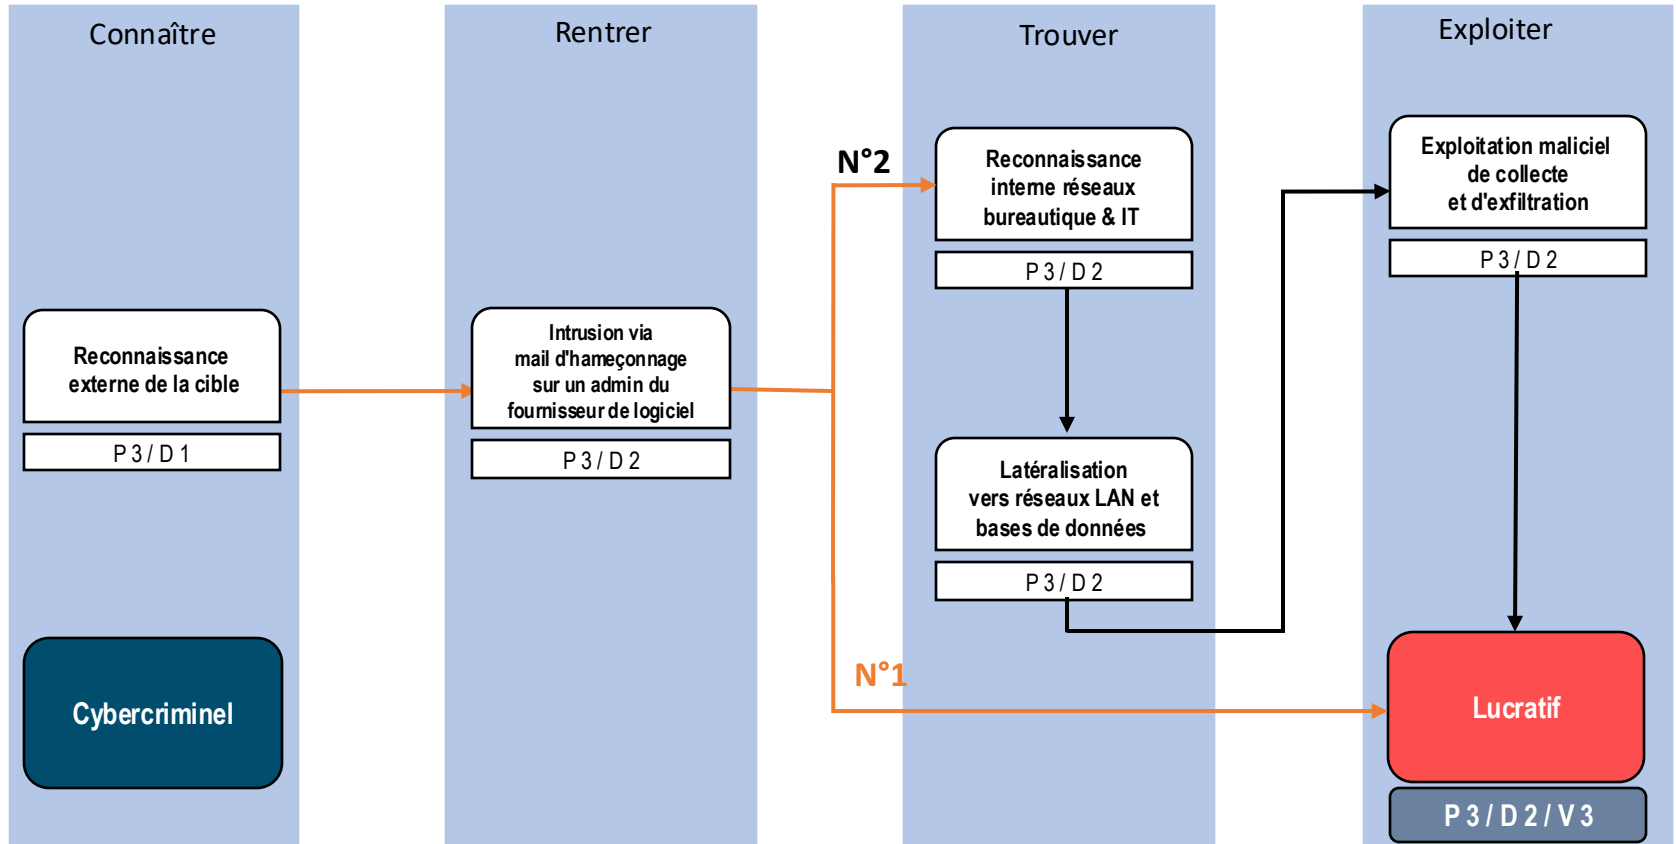 Connaître
Rentrer
Trouver
Exploiter
Reconnaissance
externe de la cible
P 3 / D 1
Cybercriminel
Intrusion via
mail d'hameçonnage
sur un admin du
fournisseur de logiciel
P 3 / D 2
N°2
Reconnaissance
interne réseaux
bureautique & IT
P 3 / D 2
Latéralisation
vers réseaux LAN et
bases de données
P 3 / D 2
N°1
Exploitation maliciel
de collecte
et d'exfiltration
P 3 / D 2
Lucratif
P 3 / D 2 / V 3